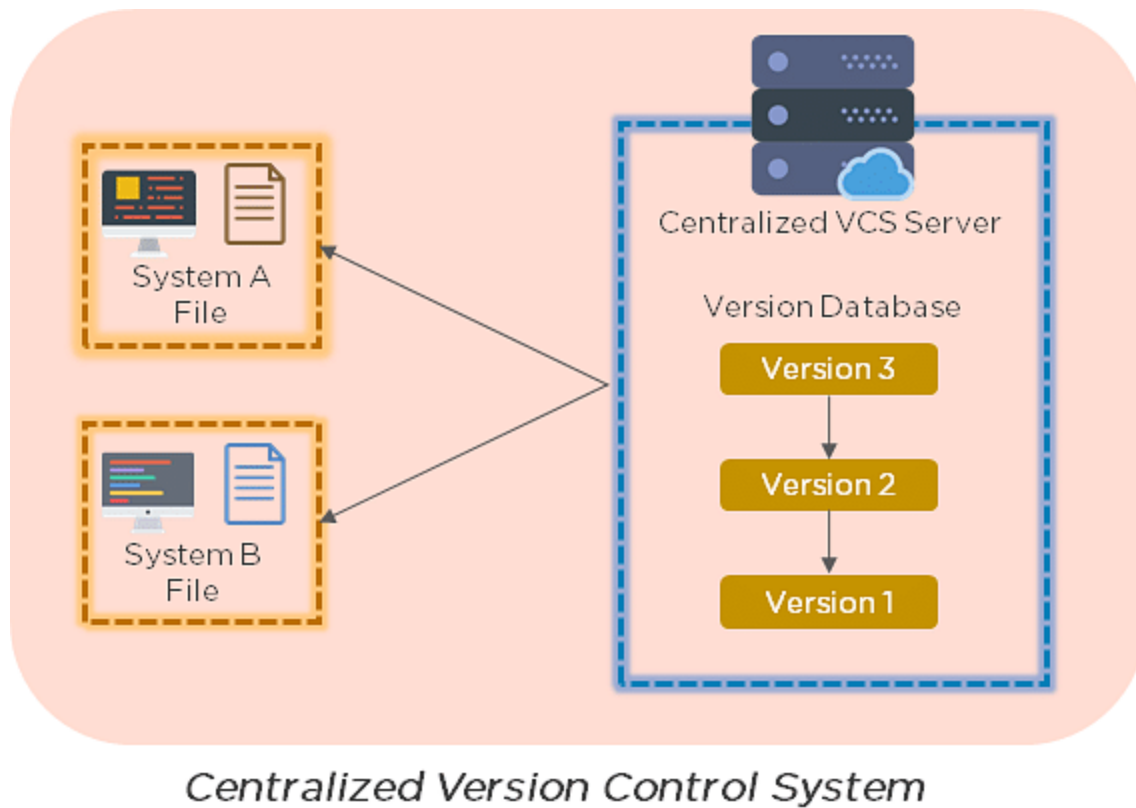 Centralized VCS Server
Version Database
Version 3
Version 2
Version 1
System A
File
System B
File
Centralized Version Control System